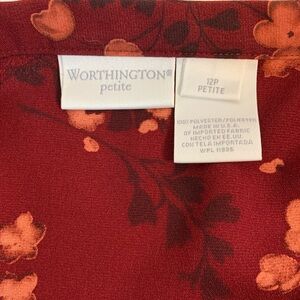 WORTHINGTON®
petite
12P
PETITE
100% POLYESTER/POLIESTER
MADE IN U.S.A.
OF IMPORTED FABRIC
HECHO EN EE.UU.
CON TELA IMPORTADA
WPL 11695